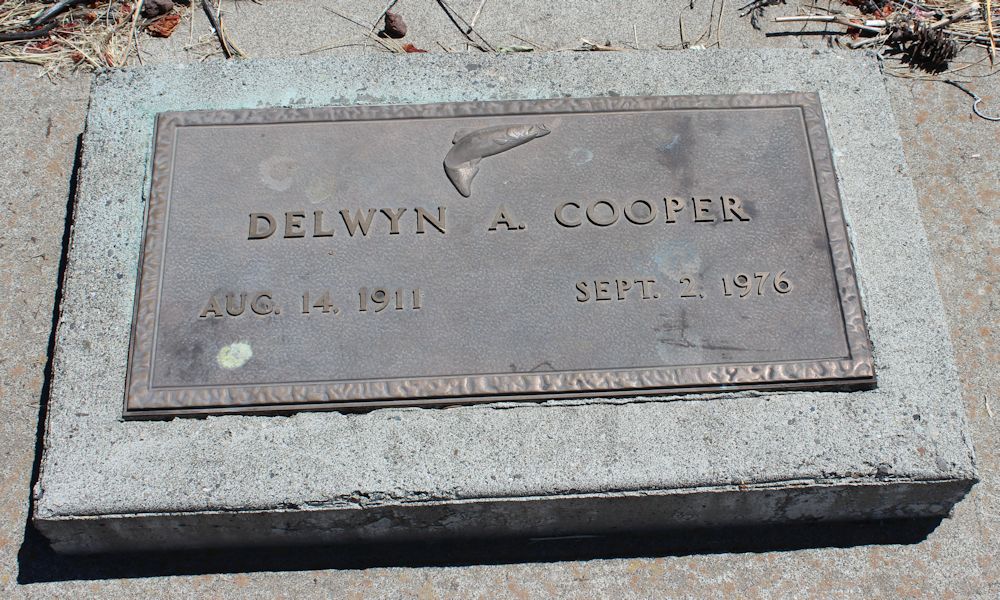 DELWYN A. COOPER
AUG. 14, 1911 SEPT. 2, 1976